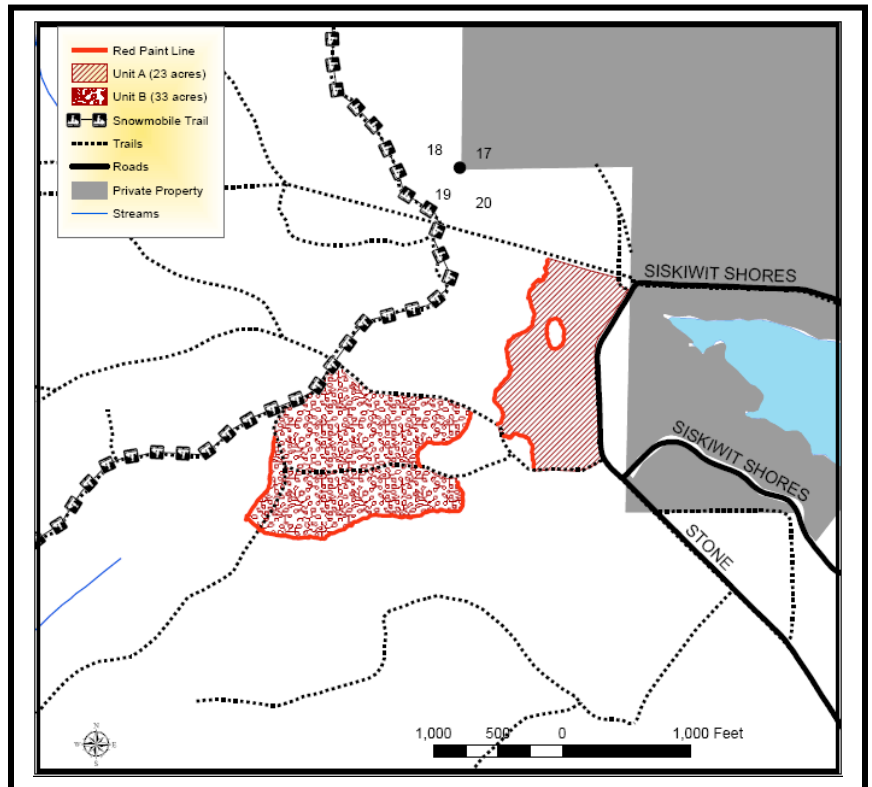 Red Paint Line
Unit A (23 acres)
Unit B (33 acres)
Snowmobile Trail
Trails
Roads
Private Property
Streams
18 17
19 20
SISKIWIT SHORES
SISKIWIT SHORES
STONE
N
W E
S
1,000 500 0 1,000 Feet